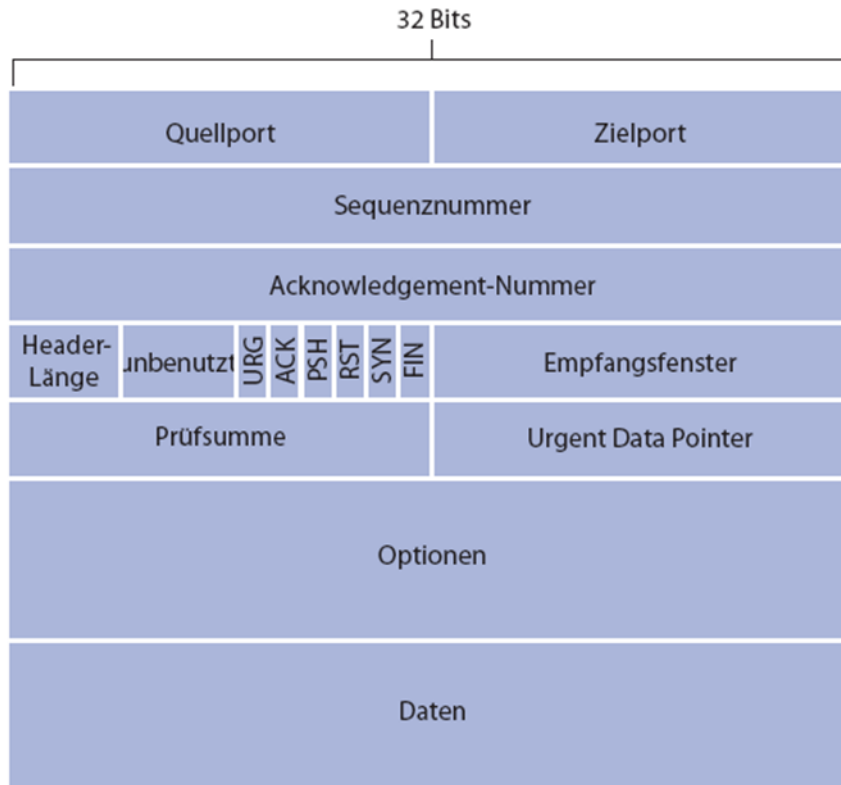 32 Bits
Quellport
Zielport
Sequenznummer
Acknowledgement-Nummer
Header-
Länge
unbenutzt
URG
ACK
PSH
RST
SYN
FIN
Empfangsfenster
Prüfsumme
Urgent Data Pointer
Optionen
Daten